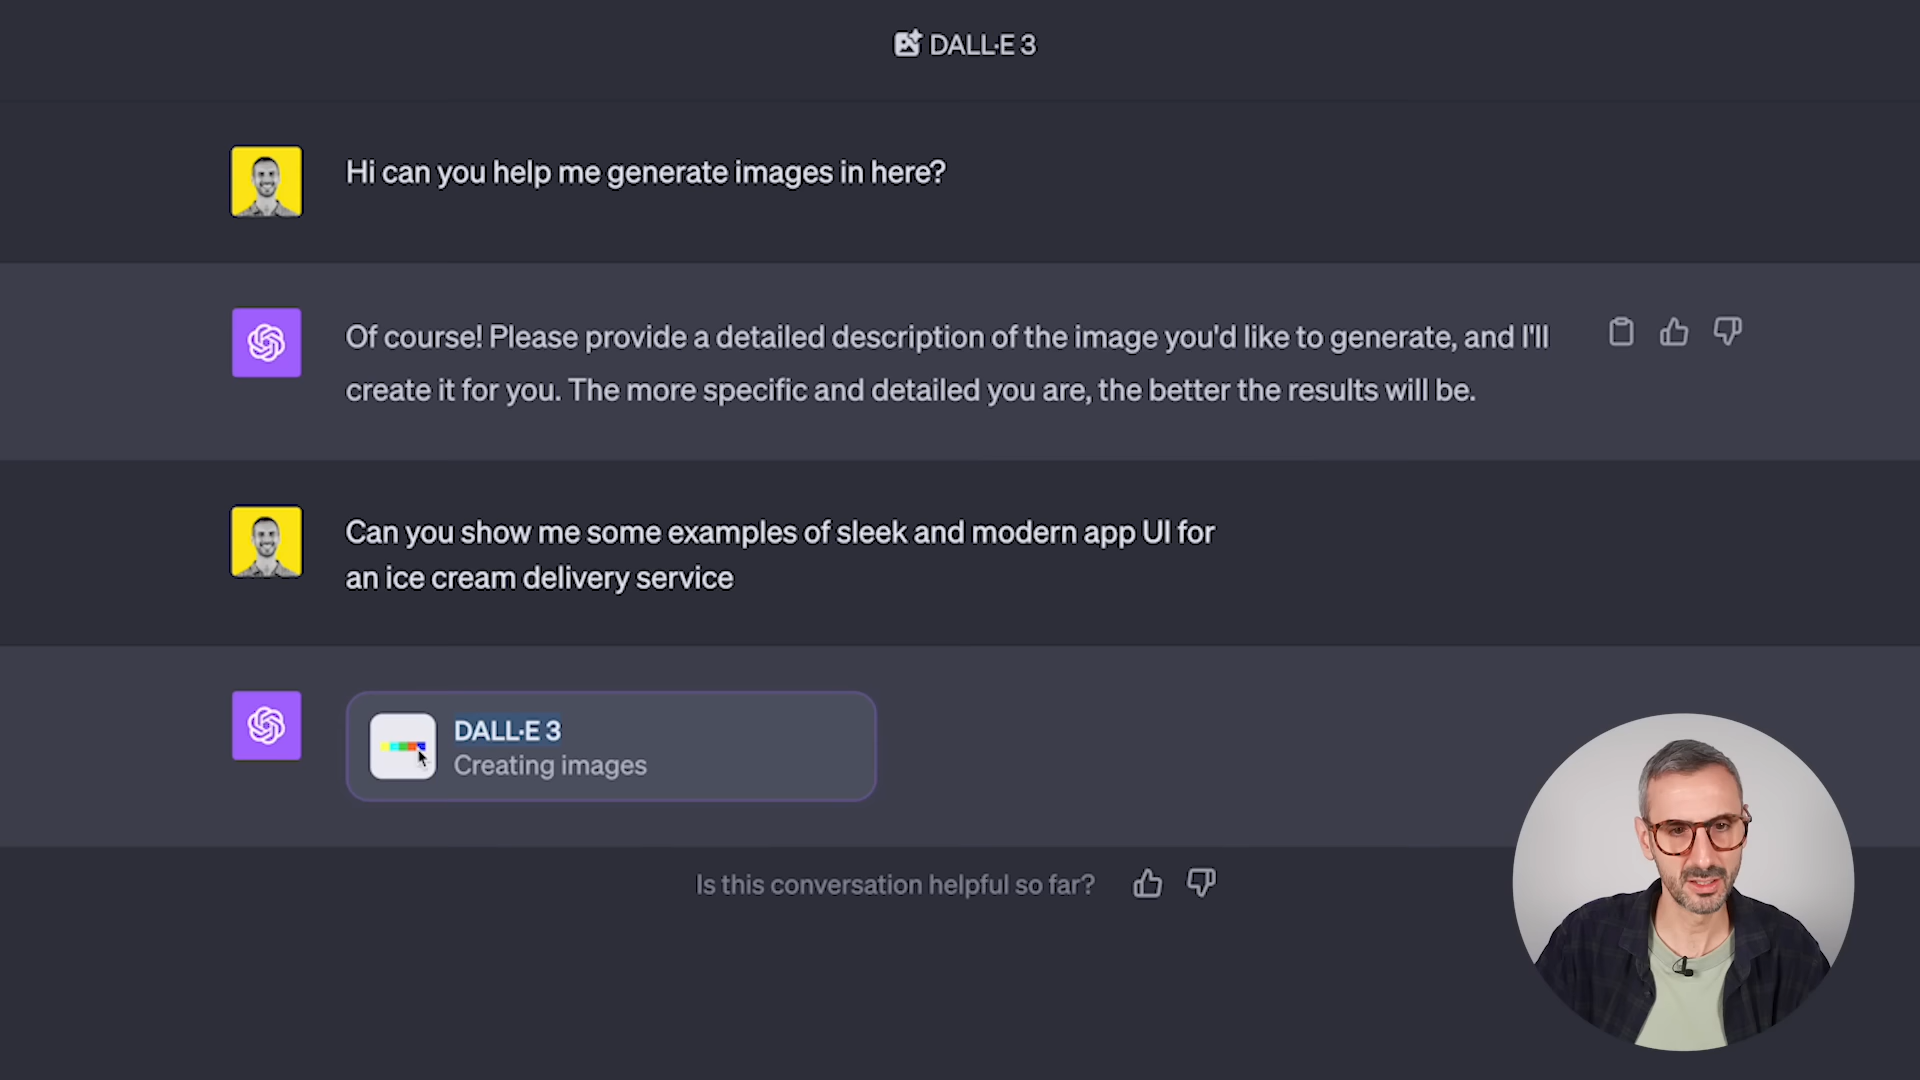 DALL·E 3
Hi can you help me generate images in here?
Of course! Please provide a detailed description of the image you'd like to generate, and I'll
create it for you. The more specific and detailed you are, the better the results will be.
Can you show me some examples of sleek and modern app UI for
an ice cream delivery service
DALL·E 3
Creating images
Is this conversation helpful so far?